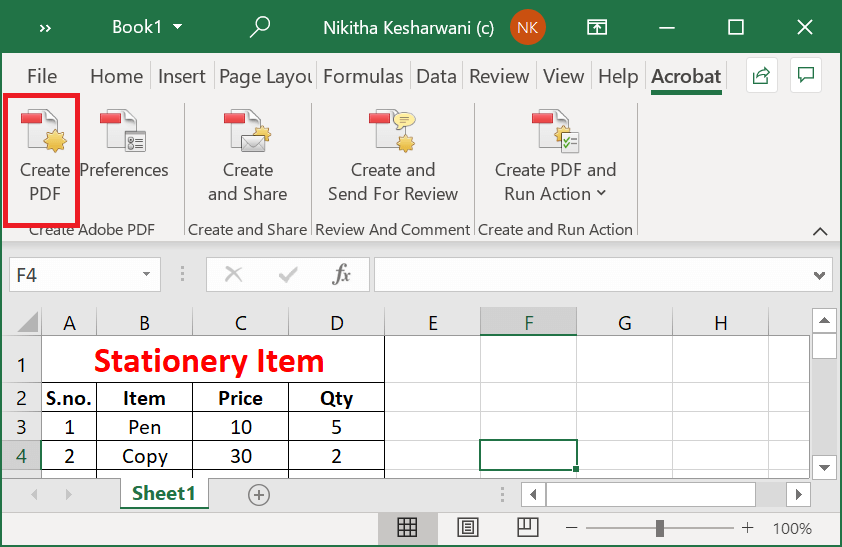 » Book1 Nikitha Kesharwani (c) NK
File Home Insert Page Layou Formulas Data Review View Help Acrobat
Create PDF
Preferences
Create and Share
Create and Send For Review
Create PDF and Run Action
Create Adobe PDF Create and Share Review And Comment Create and Run Action
F4 fx
A B C D E F G H
1 Stationery Item
2 S.no. Item Price Qty
3 1 Pen 10 5
4 2 Copy 30 2
Sheet1
100%